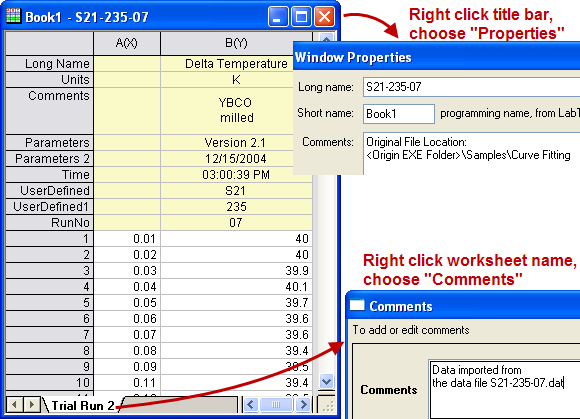 Book1 - S21-235-07
A(X) B(Y)
Long Name Delta Temperature
Units K
Comments YBCO
milled
Parameters Version 2.1
Parameters 2 12/15/2004
Time 03:00:39 PM
UserDefined S21
UserDefined1 235
RunNo 07
1 0.01 40
2 0.02 40
3 0.03 39.9
4 0.04 40.1
5 0.05 39.7
6 0.06 39.6
7 0.07 39.6
8 0.08 39.4
9 0.09 39.5
10 0.11 39.4
Trial Run 2
Right click title bar,
choose "Properties"
Window Properties
Long name: S21-235-07
Short name: Book1 programming name, from LabT
Comments: Original File Location:
<Origin EXE Folder>\Samples\Curve Fitting
Right click worksheet name,
choose "Comments"
Comments
To add or edit comments
Comments Data imported from
the data file S21-235-07.dat